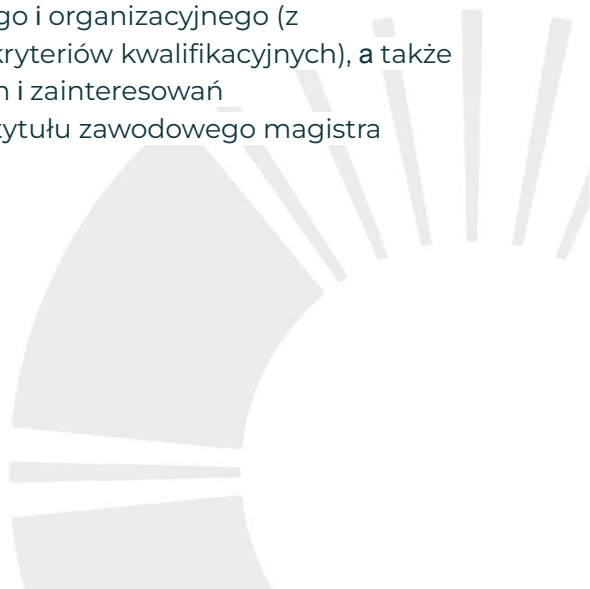 go i organizacyjnego (z
kryteriów kwalifikacyjnych), a także
i zainteresowań
tytułu zawodowego magistra